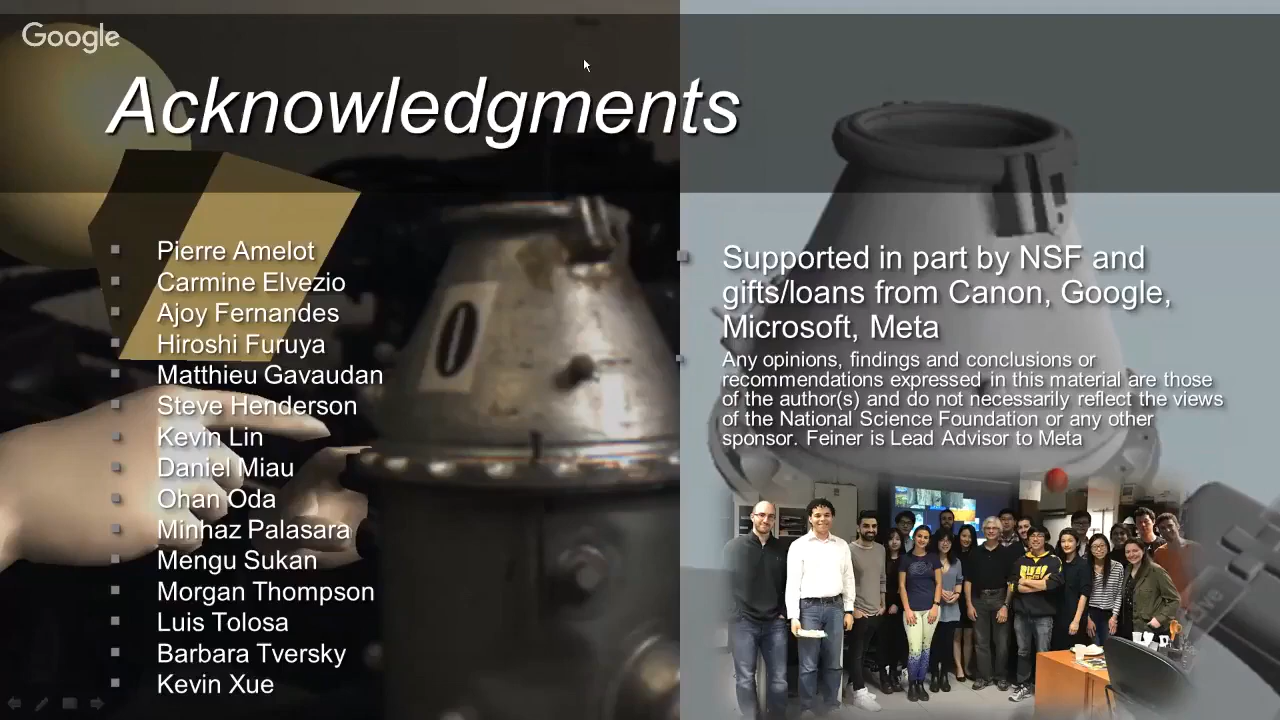 Google
Acknowledgments
Pierre Amelot
Carmine Elvezio
Ajoy Fernandes
Hiroshi Furuya
Matthieu Gavaudan
Steve Henderson
Kevin Lin
Daniel Miau
Ohan Oda
Minhaz Palasara
Mengu Sukan
Morgan Thompson
Luis Tolosa
Barbara Tversky
Kevin Xue
0
Supported in part by NSF and
gifts/loans from Canon, Google,
Microsoft, Meta
Any opinions, findings and conclusions or
recommendations expressed in this material are those
of the author(s) and do not necessarily reflect the views
of the National Science Foundation or any other
sponsor. Feiner is Lead Advisor to Meta